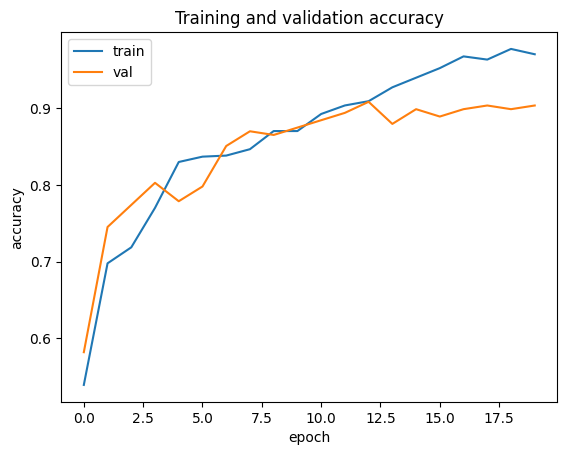 Training and validation accuracy
train
val
accuracy
0.9
0.8
0.7
0.6
0.0 2.5 5.0 7.5 10.0 12.5 15.0 17.5
epoch